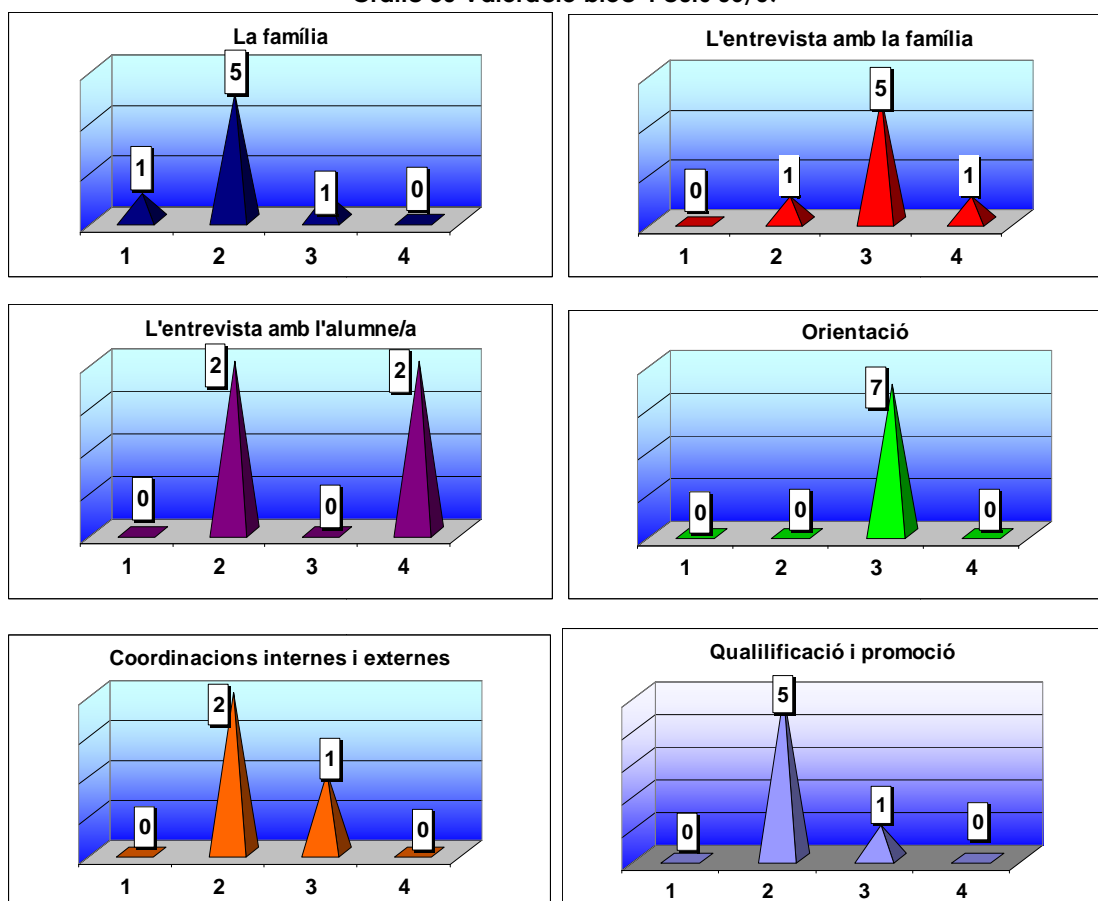 La família
5
1
1
0
1 2 3 4
L'entrevista amb la família
5
1
1
0
1 2 3 4
L'entrevista amb l'alumne/a
2
2
0
0
1 2 3 4
Orientació
7
0
0
0
1 2 3 4
Coordinacions internes i externes
2
1
0
0
1 2 3 4
Qualilificació i promoció
5
1
0
0
1 2 3 4